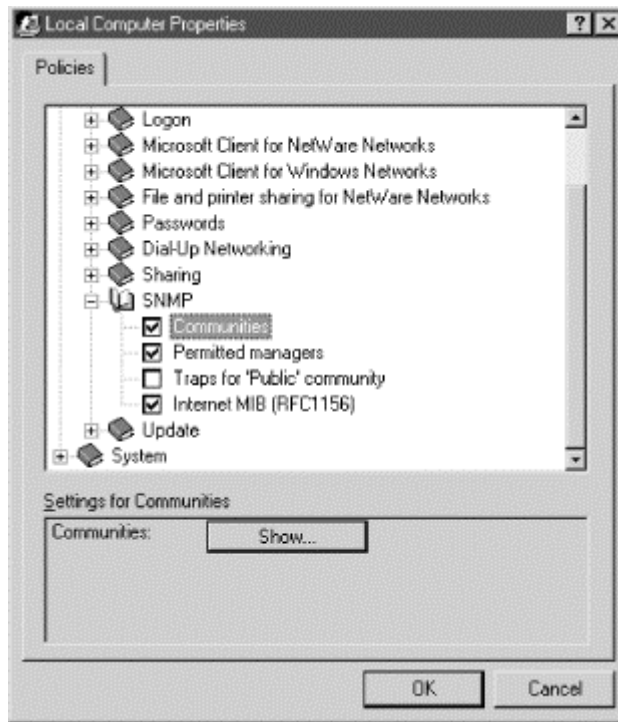 Local Computer Properties
Policies
Logon
Microsoft Client for NetWare Networks
Microsoft Client for Windows Networks
File and printer sharing for NetWare Networks
Passwords
Dial-Up Networking
Sharing
SNMP
Communities
Permitted managers
Traps for 'Public' community
Internet MIB (RFC1156)
Update
System
Settings for Communities
Communities: Show...
OK Cancel